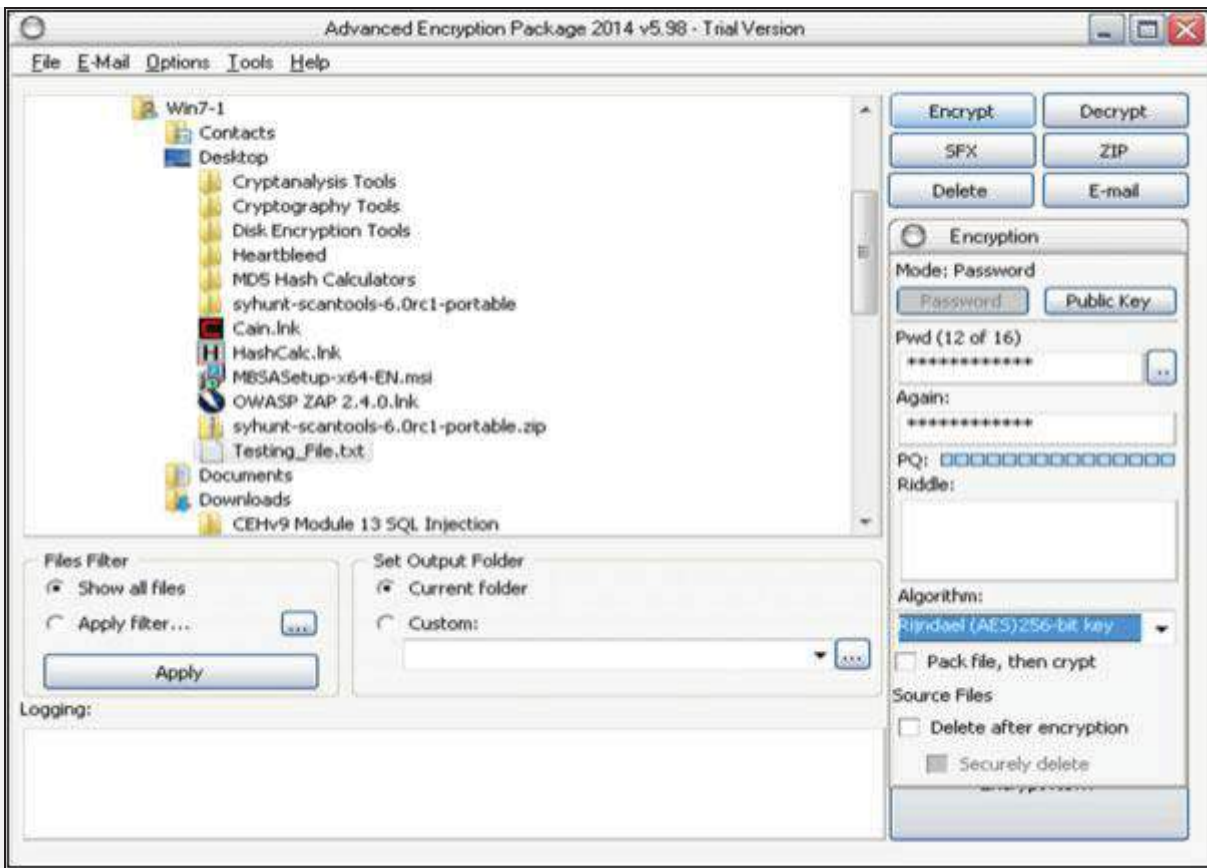 Advanced Encryption Package 2014 v5.98 - Trial Version
File E-Mail Options Tools Help
Win7-1
Contacts
Desktop
Cryptanalysis Tools
Cryptography Tools
Disk Encryption Tools
Heartbleed
MD5 Hash Calculators
syhunt-scantools-6.0rc1-portable
Cain.lnk
HashCalc.lnk
MBSASetup-x64-EN.msi
OWASP ZAP 2.4.0.lnk
syhunt-scantools-6.0rc1-portable.zip
Testing_File.txt
Documents
Downloads
CEHv9 Module 13 SQL Injection
Files Filter
Show all files
Apply filter... ...
Apply
Set Output Folder
Current folder
Custom:
...
Logging:
Encrypt Decrypt
SFX ZIP
Delete E-mail
Encryption
Mode: Password
Password Public Key
Pwd (12 of 16)
************ ..
Again:
************
PQ:
Riddle:
Algorithm:
Rijndael (AES)256-bit key
Pack file, then crypt
Source Files
Delete after encryption
Securely delete